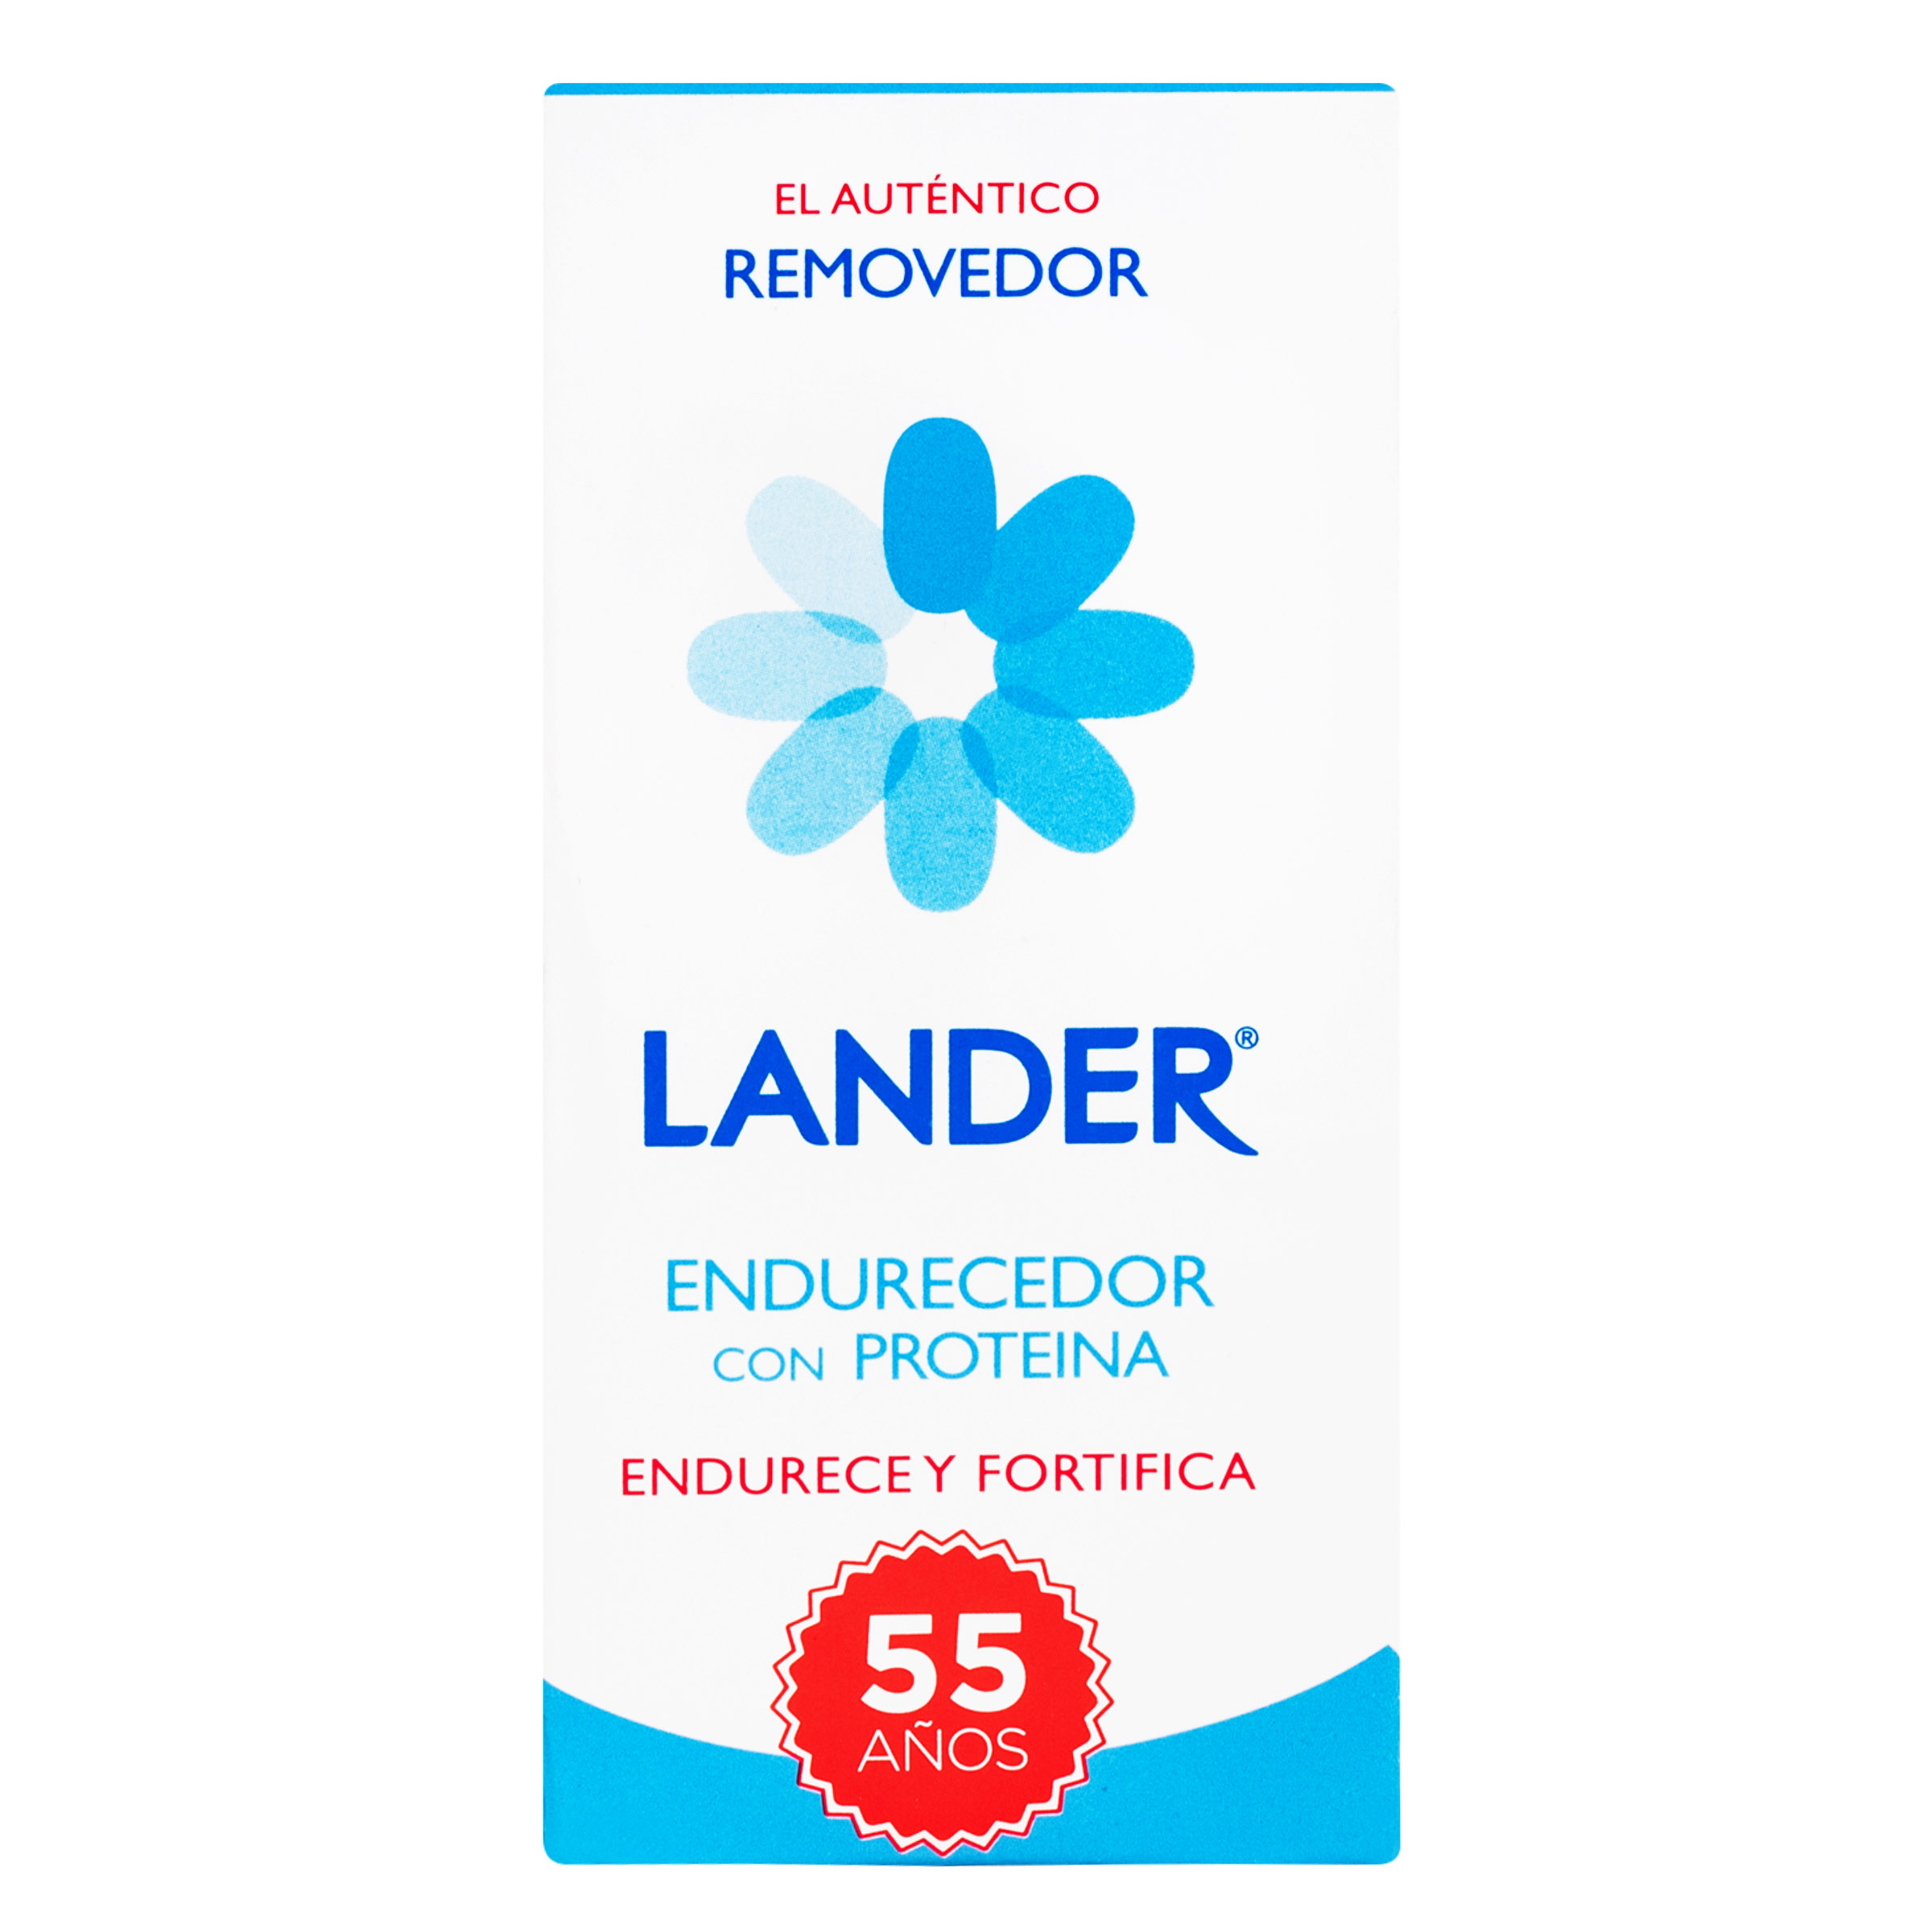 EL AUTÉNTICO
REMOVEDOR
LANDER®
ENDURECEDOR
CON PROTEINA
ENDURECE Y FORTIFICA
55
AÑOS